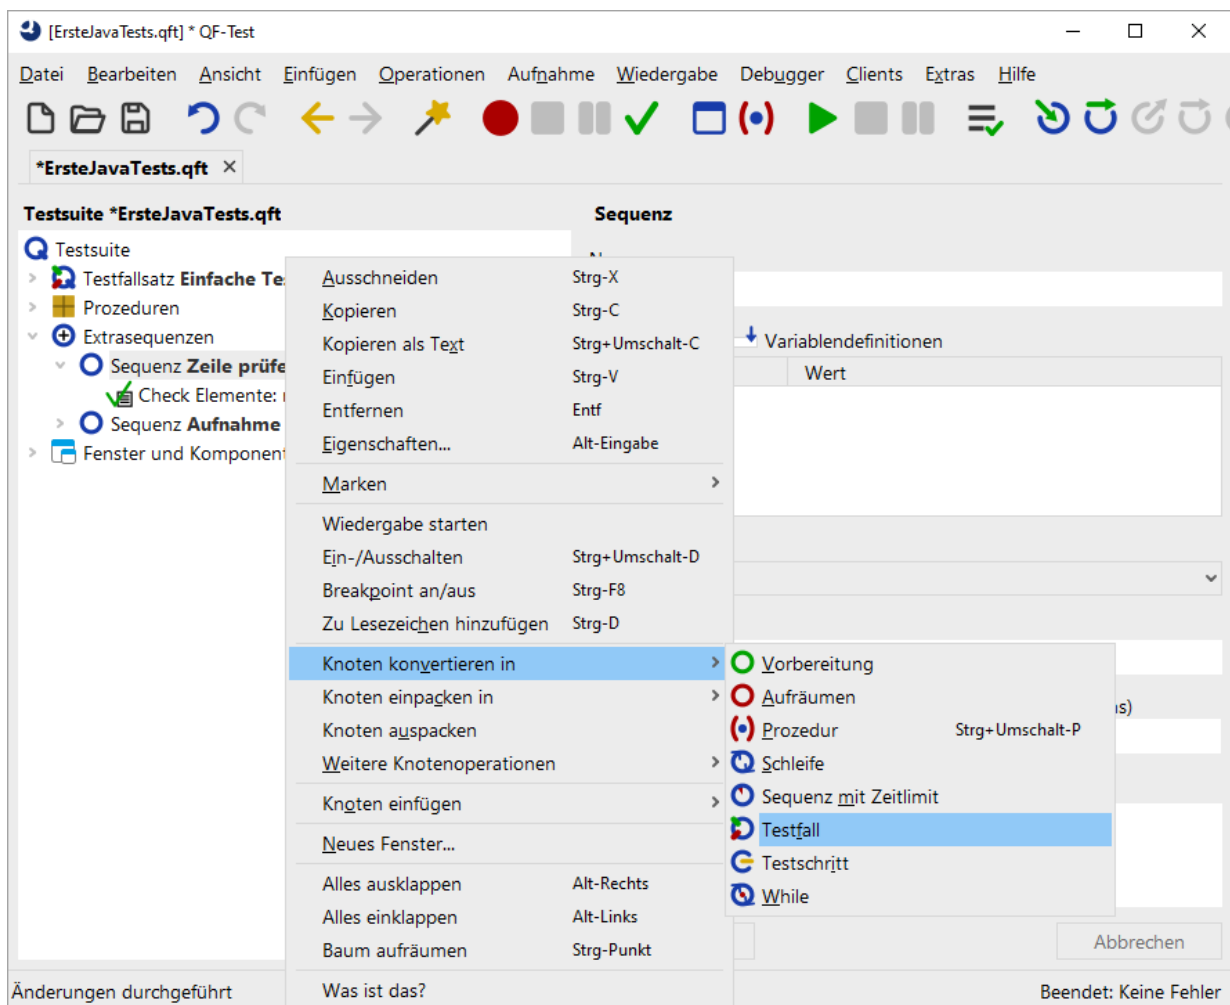 [ErsteJavaTests.qft] * QF-Test
Datei Bearbeiten Ansicht Einfügen Operationen Aufnahme Wiedergabe Debugger Clients Extras Hilfe
*ErsteJavaTests.qft
Testsuite *ErsteJavaTests.qft
Sequenz
Testsuite
Testfallsatz Einfache Te
Prozeduren
Extrasequenzen
Sequenz Zeile prüfe
Check Elemente:
Sequenz Aufnahme
Fenster und Komponent
Variablendefinitionen
Wert
Ausschneiden Strg-X
Kopieren Strg-C
Kopieren als Text Strg+Umschalt-C
Einfügen Strg-V
Entfernen Entf
Eigenschaften... Alt-Eingabe
Marken
Wiedergabe starten
Ein-/Ausschalten Strg+Umschalt-D
Breakpoint an/aus Strg-F8
Zu Lesezeichen hinzufügen Strg-D
Knoten konvertieren in
Knoten einpacken in
Knoten auspacken
Weitere Knotenoperationen
Knoten einfügen
Neues Fenster...
Alles ausklappen Alt-Rechts
Alles einklappen Alt-Links
Baum aufräumen Strg-Punkt
Was ist das?
Vorbereitung
Aufräumen
Prozedur Strg+Umschalt-P
Schleife
Sequenz mit Zeitlimit
Testfall
Testschritt
While
Abbrechen
Änderungen durchgeführt
Beendet: Keine Fehler